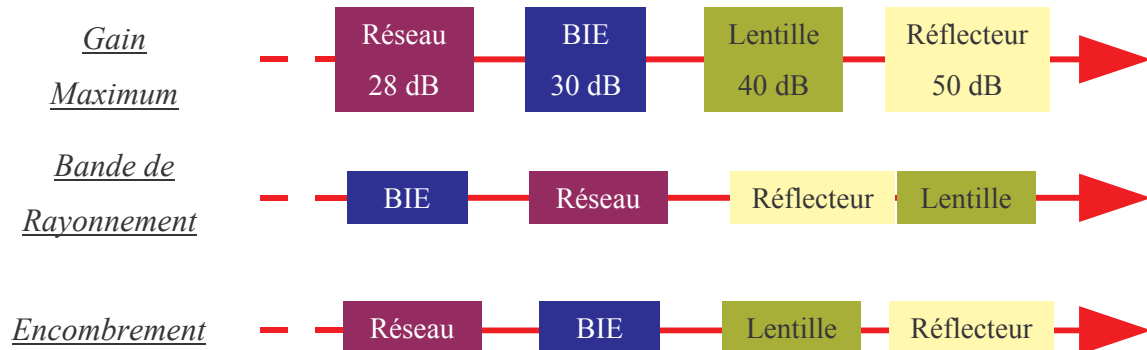 Gain
Maximum
Réseau
28 dB
BIE
30 dB
Lentille
40 dB
Réflecteur
50 dB
Bande de
Rayonnement
BIE
Réseau
Réflecteur
Lentille
Encombrement
Réseau
BIE
Lentille
Réflecteur